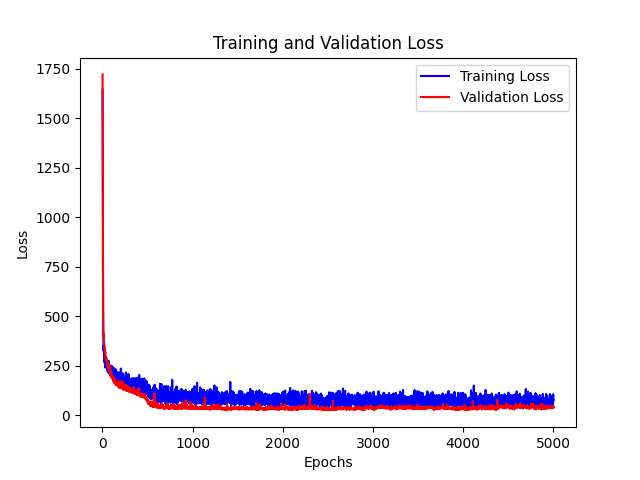 Training and Validation Loss
Training Loss
Validation Loss
Loss
1750
1500
1250
1000
750
500
250
0
0 1000 2000 3000 4000 5000
Epochs